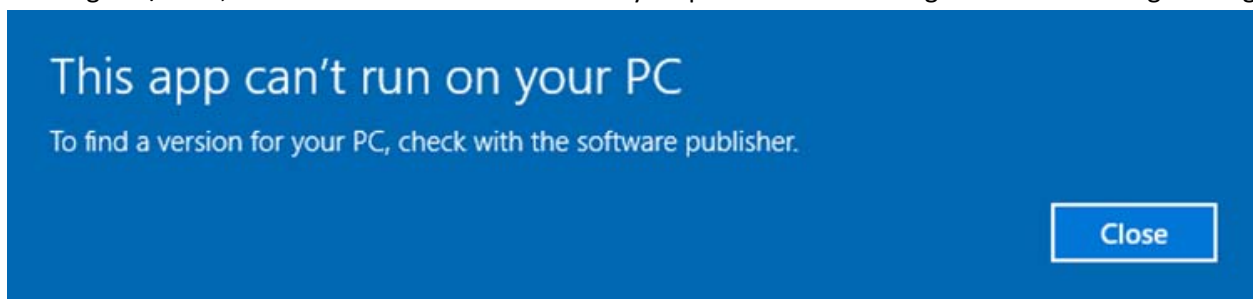 This app can’t run on your PC
To find a version for your PC, check with the software publisher.
Close